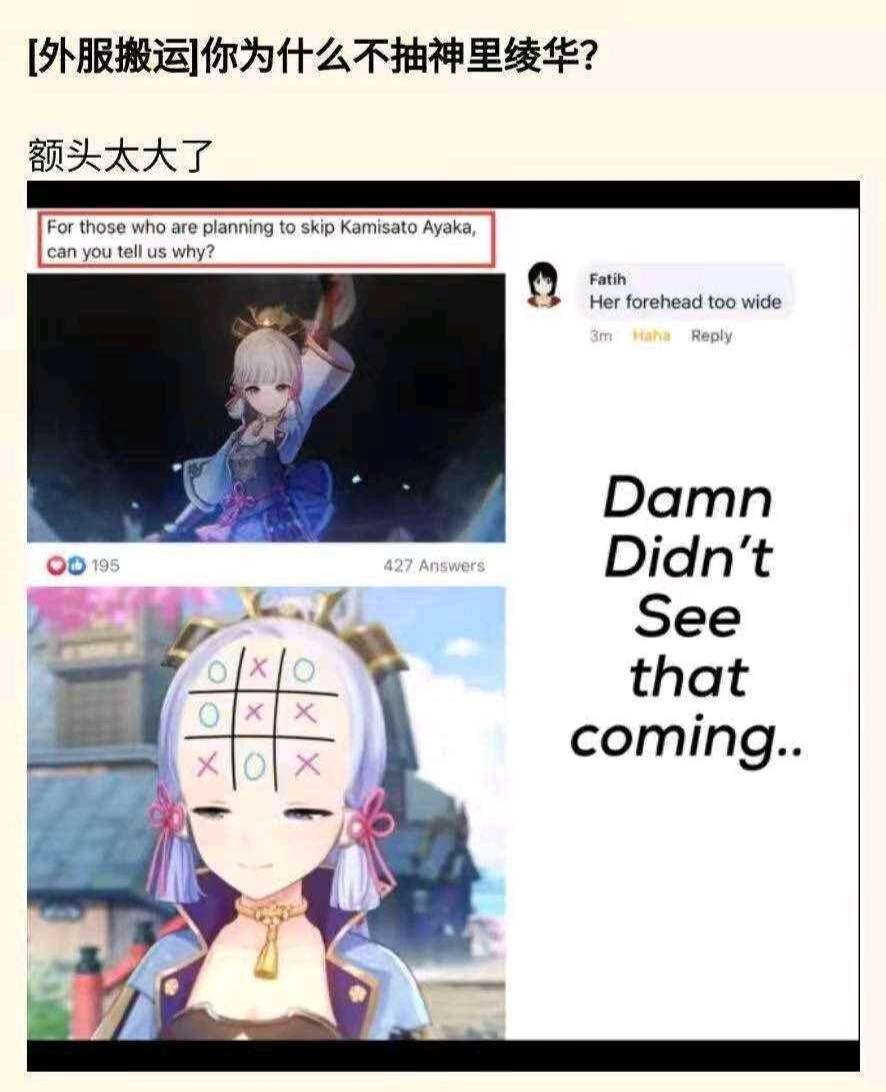 [外服搬运]你为什么不抽神里绫华?
额头太大了
For those who are planning to skip Kamisato Ayaka,
can you tell us why?
195
427 Answers
Fatih
Her forehead too wide
3m Haha Reply
Damn
Didn't
See
that
coming..
O X O
O X X
X O X